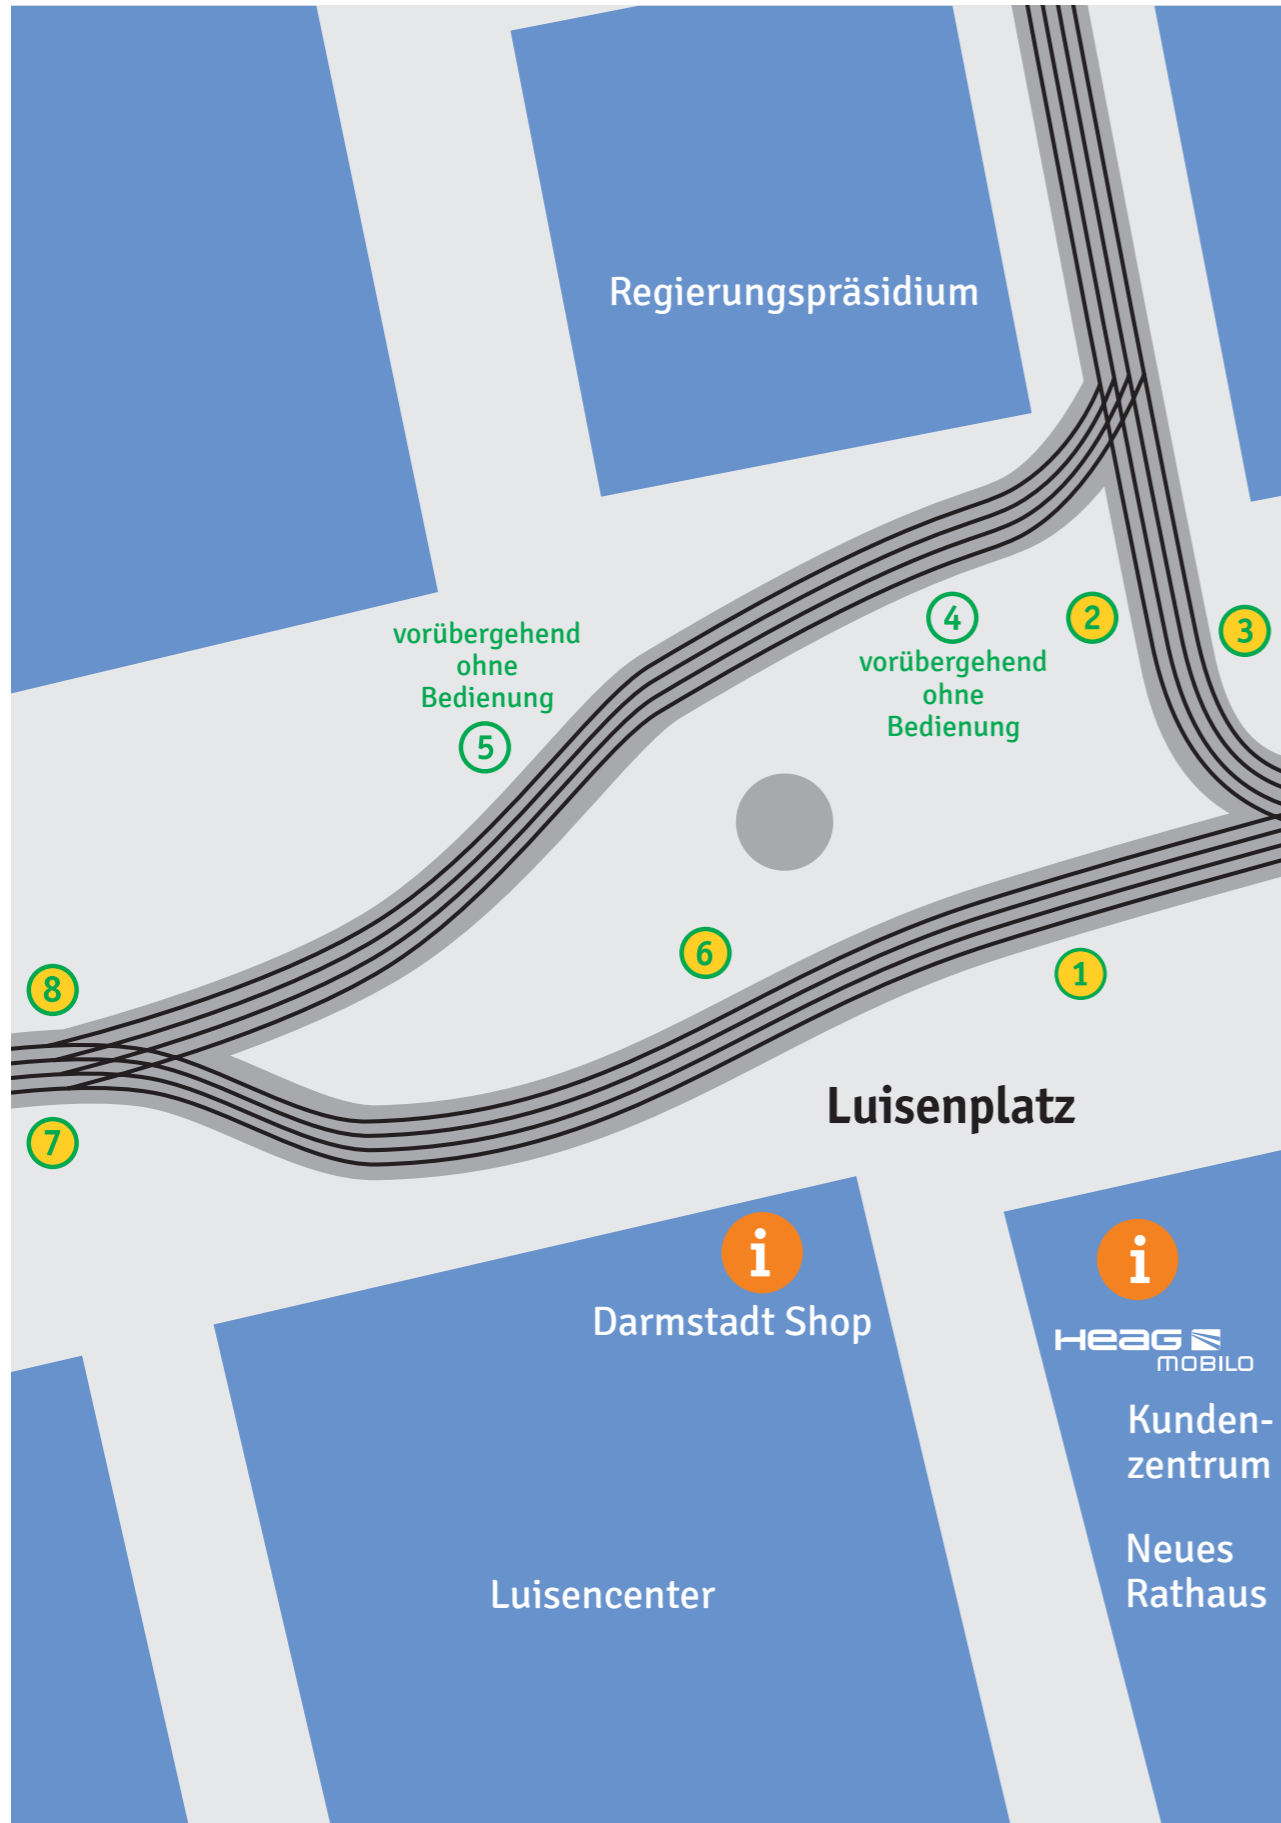 Regierungspräsidium
vorübergehend
ohne
Bedienung
5
4
vorübergehend
ohne
Bedienung
2
3
8
6
1
7
Luisenplatz
i
Darmstadt Shop
i
HEAG
MOBILO
Kunden-
zentrum
Neues
Rathaus
Luisencenter